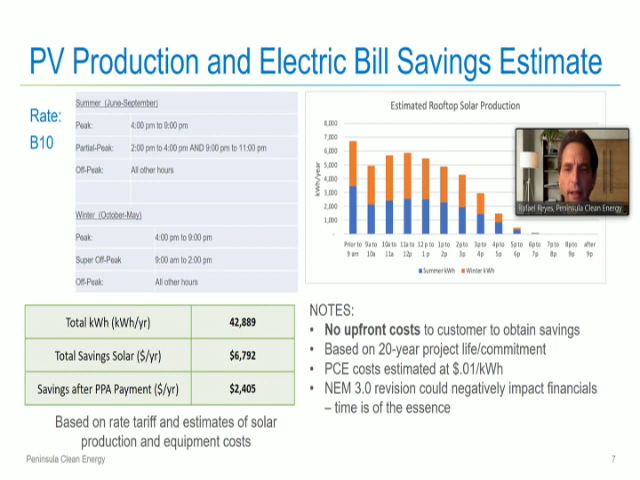 PV Production and Electric Bill Savings Estimate
Rate:
B10
Summer (June-September)
Peak: 4:00 pm to 9:00 pm
Partial-Peak: 2:00 pm to 4:00 pm AND 9:00 pm to 11:00 pm
Off-Peak: All other hours
Winter (October-May)
Peak: 4:00 pm to 9:00 pm
Super Off-Peak 9:00 am to 2:00 pm
Off-Peak: All other hours
Estimated Rooftop Solar Production
kWh/year
8,000
7,000
6,000
5,000
4,000
3,000
2,000
1,000
-
Prior to 9 am
9a to 10a
10a to 11a
11a to 12p
12 p to 1 p
1p to 2p
2p to 3p
3p to 4p
4p to 5p
5p to 6p
6p to 7p
7p to 8p
8p to 9p
after 9p
Summer kWh Winter kWh
Rafael Reyes, Peninsula Clean Energy
Total kWh (kWh/yr) 42,889
Total Savings Solar ($/yr) $6,792
Savings after PPA Payment ($/yr) $2,405
Based on rate tariff and estimates of solar
production and equipment costs
NOTES:
• No upfront costs to customer to obtain savings
• Based on 20-year project life/commitment
• PCE costs estimated at $.01/kWh
• NEM 3.0 revision could negatively impact financials
– time is of the essence
Peninsula Clean Energy
7